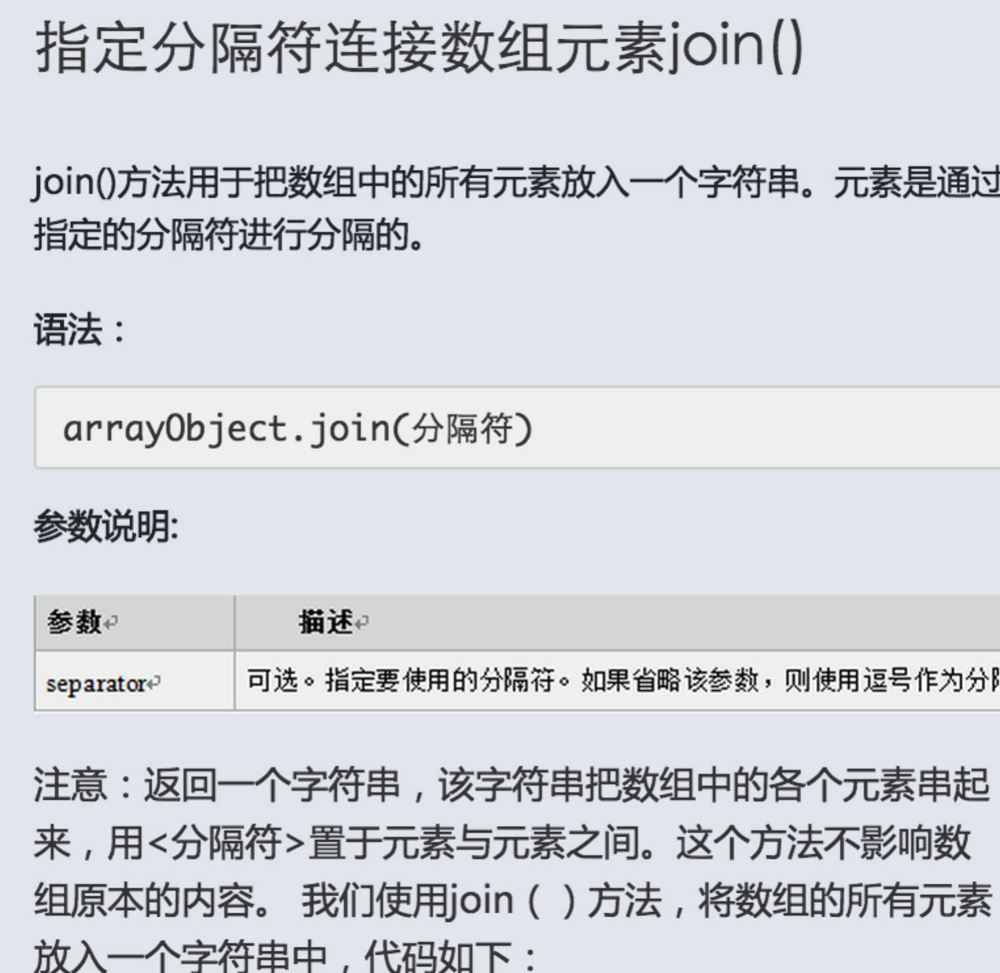 指定分隔符连接数组元素join()
join()方法用于把数组中的所有元素放入一个字符串。元素是通过
指定的分隔符进行分隔的。
语法：
arrayObject.join(分隔符)
参数说明:
参数 描述
separator 可选。指定要使用的分隔符。如果省略该参数，则使用逗号作为分隔
注意：返回一个字符串，该字符串把数组中的各个元素串起
来，用<分隔符>置于元素与元素之间。这个方法不影响数
组原本的内容。 我们使用join（ ）方法，将数组的所有元素
放入一个字符串中，代码如下：